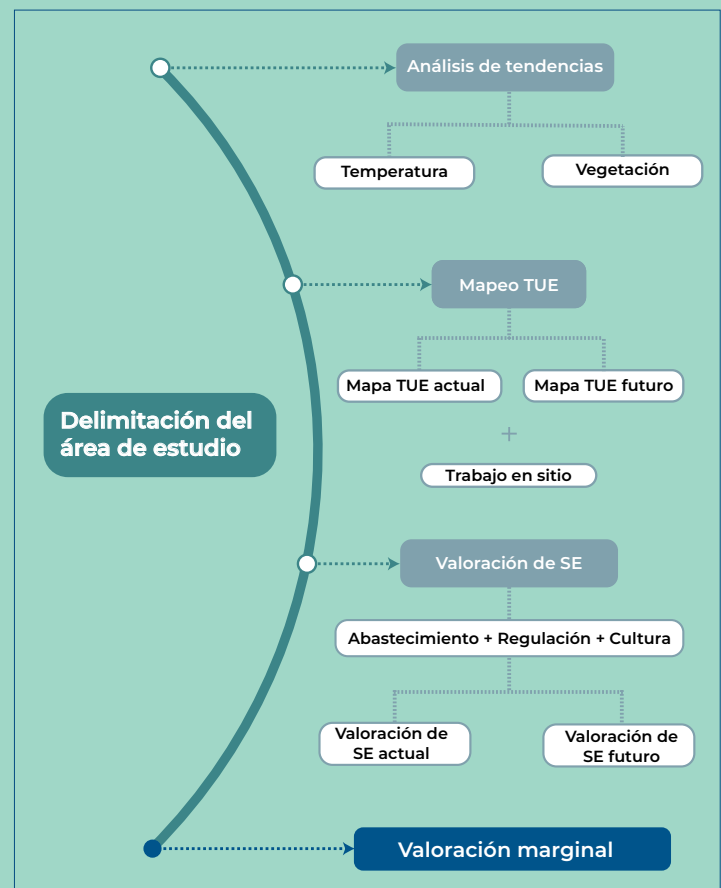 Análisis de tendencias
Temperatura
Vegetación
Mapeo TUE
Mapa TUE actual
Mapa TUE futuro
+
Trabajo en sitio
Delimitación del
área de estudio
Valoración de SE
Abastecimiento + Regulación + Cultura
Valoración de
SE actual
Valoración de
SE futuro
Valoración marginal